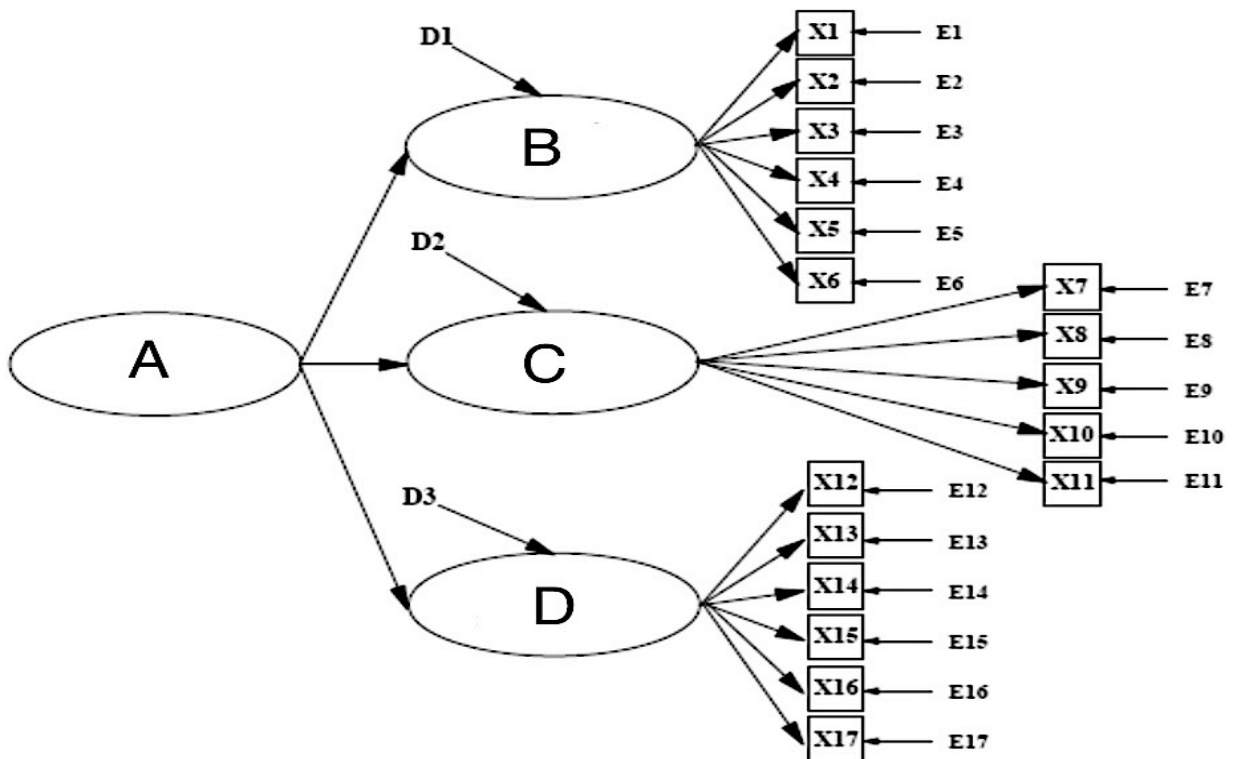 D1
B
X1 E1
X2 E2
X3 E3
X4 E4
X5 E5
X6 E6
D2
A
C
X7 E7
X8 E8
X9 E9
X10 E10
X11 E11
D3
D
X12 E12
X13 E13
X14 E14
X15 E15
X16 E16
X17 E17